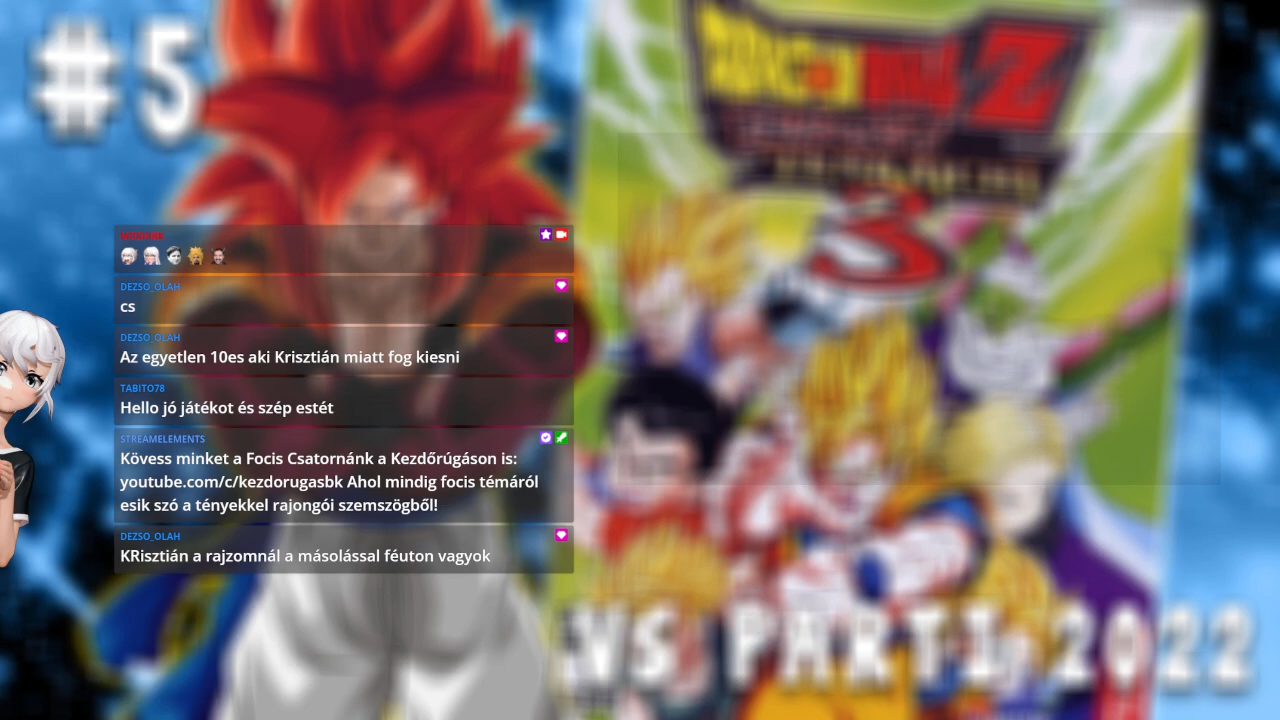 #5
DRAGON BALL Z
3
DEZSO_OLAH
cs
DEZSO_OLAH
Az egyetlen 10es aki Krisztián miatt fog kiesni
TABITO78
Hello jó játékot és szép estét
STREAMELEMENTS
Kövess minket a Focis Csatornánk a Kezdőrúgáson is:
youtube.com/c/kezdorugasbk Ahol mindig focis témáról
esik szó a tényekkel rajongói szemszögből!
DEZSO_OLAH
KRisztián a rajzomnál a másolással féuton vagyok
VS PARTI 2022